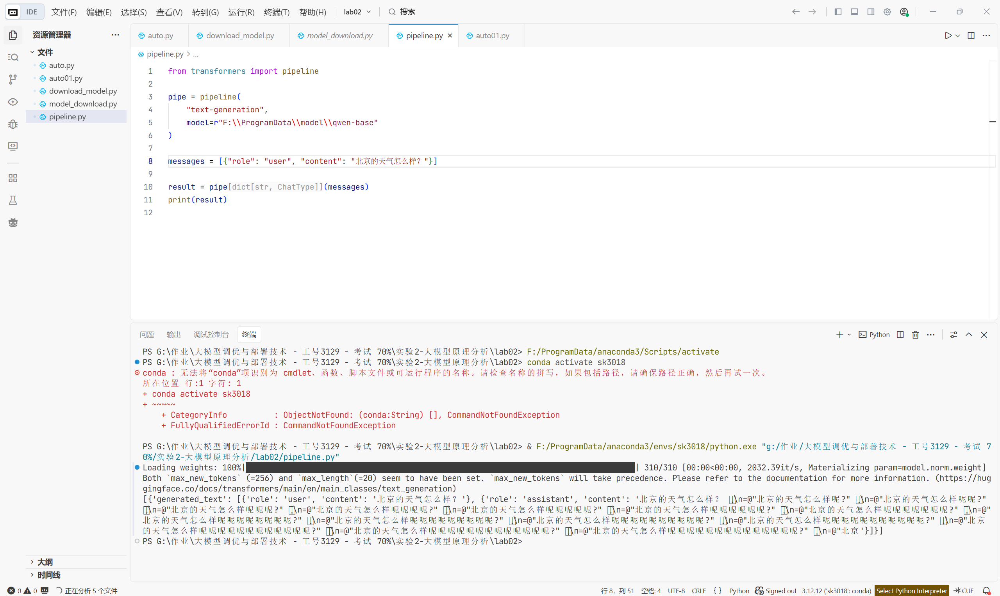 IDE 文件(F) 编辑(E) 选择(S) 查看(V) 转到(G) 运行(R) 终端(T) 帮助(H) lab02 搜索
资源管理器
文件
auto.py
auto01.py
download_model.py
model_download.py
pipeline.py
大纲
时间线
auto.py download_model.py model_download.py pipeline.py auto01.py
pipeline.py > ...
1 from transformers import pipeline
2
3 pipe = pipeline(
4 "text-generation",
5 model=r"F:\\ProgramData\\model\\qwen-base"
6 )
7
8 messages = [{"role": "user", "content": "北京的天气怎么样？"}]
9
10 result = pipe[dict[str, ChatType]](messages)
11 print(result)
12
问题 输出 调试控制台 终端 Python
PS G:\作业\大模型调优与部署技术 - 工号3129 - 考试 70%\实验2-大模型原理分析\lab02> F:/ProgramData/anaconda3/Scripts/activate
PS G:\作业\大模型调优与部署技术 - 工号3129 - 考试 70%\实验2-大模型原理分析\lab02> conda activate sk3018
conda : 无法将“conda”项识别为 cmdlet、函数、脚本文件或可运行程序的名称。请检查名称的拼写，如果包括路径，请确保路径正确，然后再试一次。
所在位置 行:1 字符: 1
+ conda activate sk3018
+ ~~~~~
+ CategoryInfo : ObjectNotFound: (conda:String) [], CommandNotFoundException
+ FullyQualifiedErrorId : CommandNotFoundException
PS G:\作业\大模型调优与部署技术 - 工号3129 - 考试 70%\实验2-大模型原理分析\lab02> & F:/ProgramData/anaconda3/envs/sk3018/python.exe "g:/作业/大模型调优与部署技术 - 工号3129 - 考试 7
0%/实验2-大模型原理分析/lab02/pipeline.py"
Loading weights: 100%| | 310/310 [00:00<00:00, 2032.39it/s, Materializing param=model.norm.weight]
Both `max_new_tokens` (=256) and `max_length`(=20) seem to have been set. `max_new_tokens` will take precedence. Please refer to the documentation for more information. (https://hug
gingface.co/docs/transformers/main/en/main_classes/text_generation)
[{'generated_text': [{'role': 'user', 'content': '北京的天气怎么样？'}, {'role': 'assistant', 'content': '北京的天气怎么样？ \n=@"北京的天气怎么样呢?" \n=@"北京的天气怎么样呢呢?"
\n=@"北京的天气怎么样呢呢呢?" \n=@"北京的天气怎么样呢呢呢呢?" \n=@"北京的天气怎么样呢呢呢呢呢?" \n=@"北京的天气怎么样呢呢呢呢呢呢?" \n=@"北京的天气怎么样呢呢呢呢呢呢呢?" \n=@"
北京的天气怎么样呢呢呢呢呢呢呢呢?" \n=@"北京的天气怎么样呢呢呢呢呢呢呢呢呢?" \n=@"北京的天气怎么样呢呢呢呢呢呢呢呢呢呢?" \n=@"北京的天气怎么样呢呢呢呢呢呢呢呢呢呢呢?" \n=@"北京
的天气怎么样呢呢呢呢呢呢呢呢呢呢呢呢?" \n=@"北京的天气怎么样呢呢呢呢呢呢呢呢呢呢呢呢呢?" \n=@"北京的天气怎么样呢呢呢呢呢呢呢呢呢呢呢呢呢呢?" \n=@"北京'}]}]
PS G:\作业\大模型调优与部署技术 - 工号3129 - 考试 70%\实验2-大模型原理分析\lab02>
0 0 正在分析 5 个文件 行 8，列 51 空格: 4 UTF-8 CRLF { } Python Signed out 3.12.12 ('sk3018': conda) Select Python Interpreter CUE